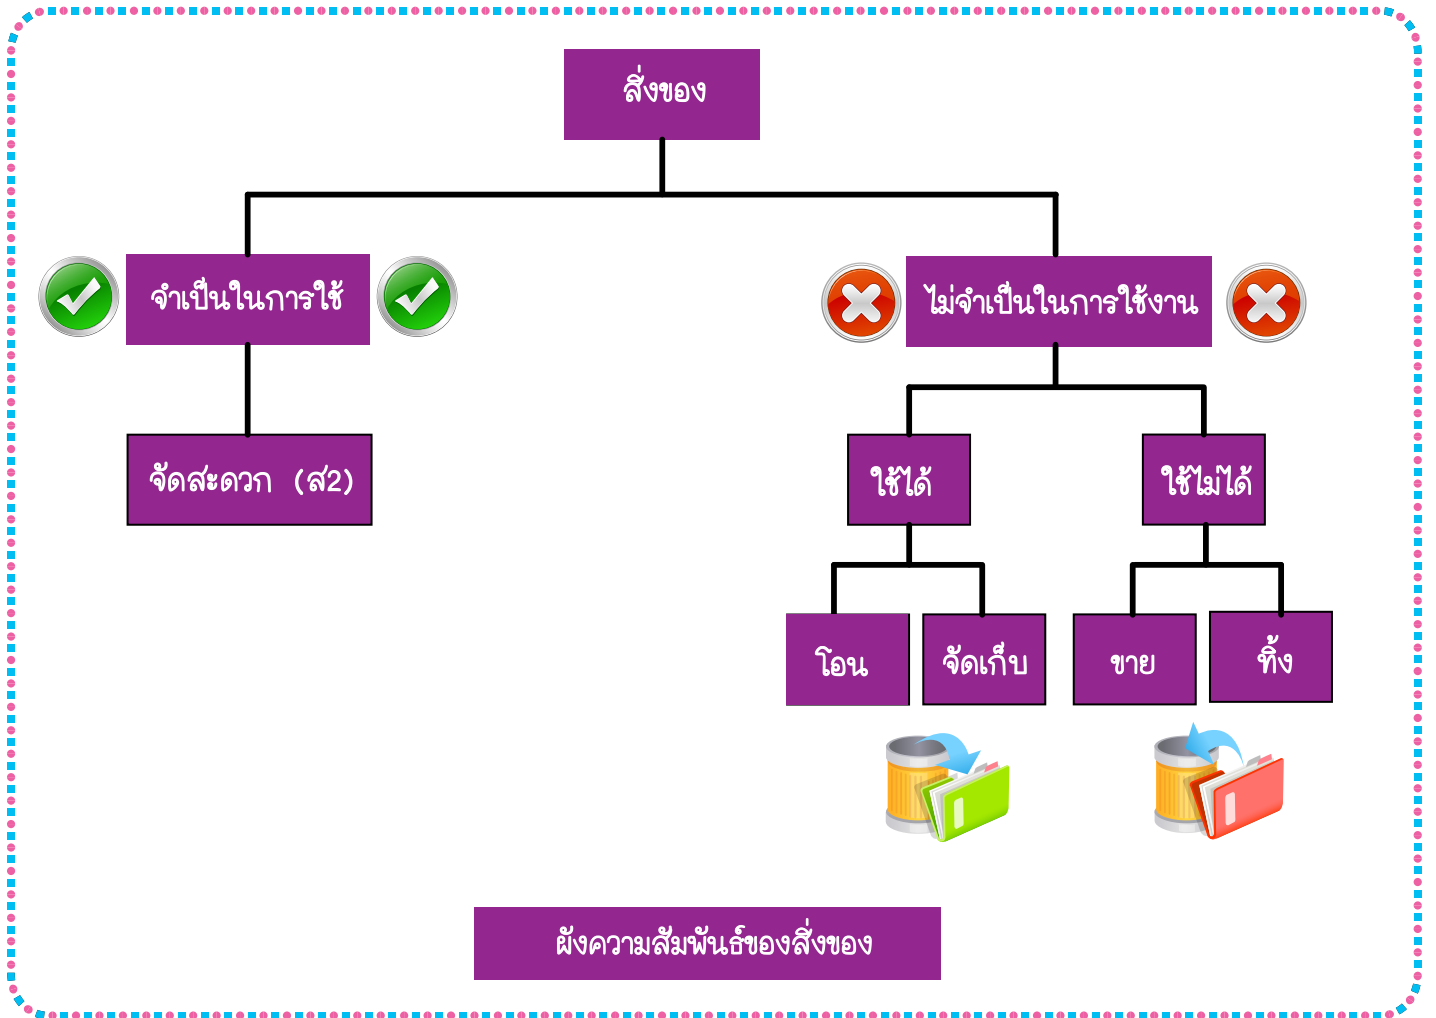 สิ่งของ
จำเป็นในการใช้
ไม่จำเป็นในการใช้งาน
จัดสะดวก (ส2)
ใช้ได้
ใช้ไม่ได้
โอน
จัดเก็บ
ขาย
ทิ้ง
ผังความสัมพันธ์ของสิ่งของ